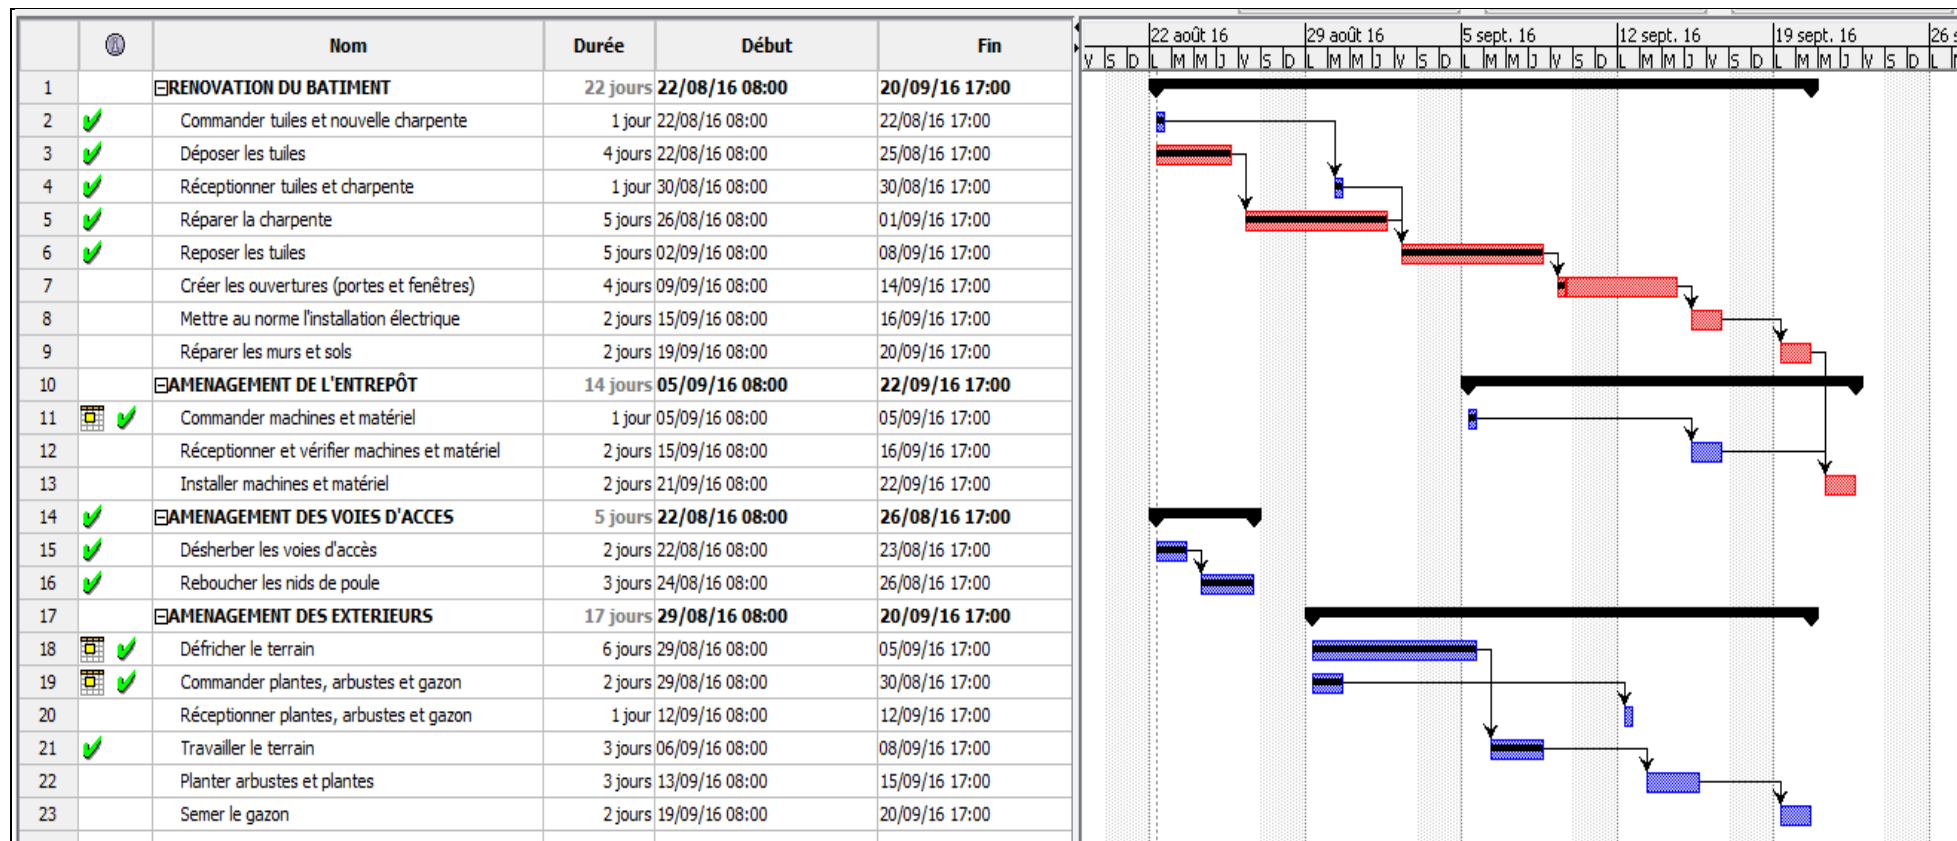 Nom Durée Début Fin
22 août 16 29 août 16 5 sept. 16 12 sept. 16 19 sept. 16 26 s
V S D L M M J V S D L M M J V S D L M M J V S D L M M J V S D L M M J V S D L
1 RENOVATION DU BATIMENT 22 jours 22/08/16 08:00 20/09/16 17:00
2 Commander tuiles et nouvelle charpente 1 jour 22/08/16 08:00 22/08/16 17:00
3 Déposer les tuiles 4 jours 22/08/16 08:00 25/08/16 17:00
4 Réceptionner tuiles et charpente 1 jour 30/08/16 08:00 30/08/16 17:00
5 Réparer la charpente 5 jours 26/08/16 08:00 01/09/16 17:00
6 Reposer les tuiles 5 jours 02/09/16 08:00 08/09/16 17:00
7 Créer les ouvertures (portes et fenêtres) 4 jours 09/09/16 08:00 14/09/16 17:00
8 Mettre au norme l'installation électrique 2 jours 15/09/16 08:00 16/09/16 17:00
9 Réparer les murs et sols 2 jours 19/09/16 08:00 20/09/16 17:00
10 AMENAGEMENT DE L'ENTREPÔT 14 jours 05/09/16 08:00 22/09/16 17:00
11 Commander machines et matériel 1 jour 05/09/16 08:00 05/09/16 17:00
12 Réceptionner et vérifier machines et matériel 2 jours 15/09/16 08:00 16/09/16 17:00
13 Installer machines et matériel 2 jours 21/09/16 08:00 22/09/16 17:00
14 AMENAGEMENT DES VOIES D'ACCES 5 jours 22/08/16 08:00 26/08/16 17:00
15 Désherber les voies d'accès 2 jours 22/08/16 08:00 23/08/16 17:00
16 Reboucher les nids de poule 3 jours 24/08/16 08:00 26/08/16 17:00
17 AMENAGEMENT DES EXTERIEURS 17 jours 29/08/16 08:00 20/09/16 17:00
18 Défricher le terrain 6 jours 29/08/16 08:00 05/09/16 17:00
19 Commander plantes, arbustes et gazon 2 jours 29/08/16 08:00 30/08/16 17:00
20 Réceptionner plantes, arbustes et gazon 1 jour 12/09/16 08:00 12/09/16 17:00
21 Travailler le terrain 3 jours 06/09/16 08:00 08/09/16 17:00
22 Planter arbustes et plantes 3 jours 13/09/16 08:00 15/09/16 17:00
23 Semer le gazon 2 jours 19/09/16 08:00 20/09/16 17:00